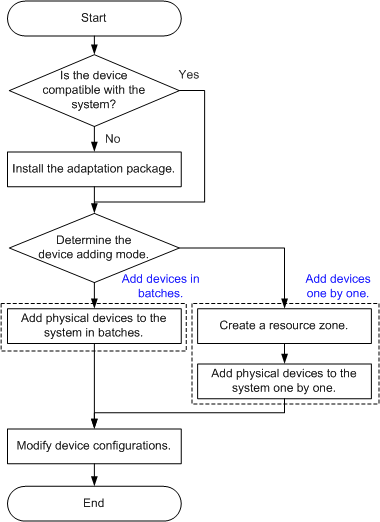 Start
Is the device
compatible with the
system?
Yes
No
Install the adaptation package.
Determine the
device adding mode.
Add devices in
batches.
Add devices
one by one.
Add physical devices to the
system in batches.
Create a resource zone.
Add physical devices to the
system one by one.
Modify device configurations.
End